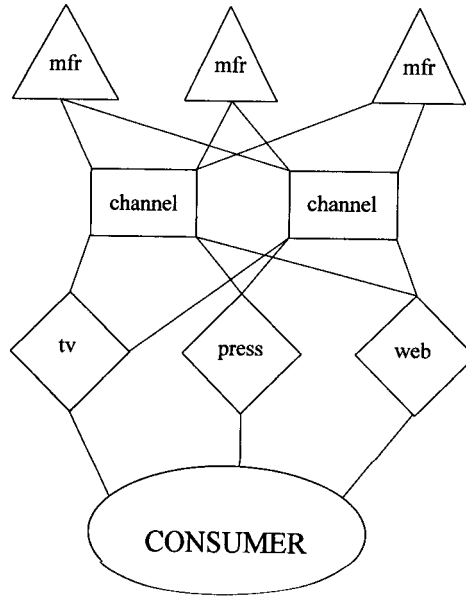 mfr
mfr
mfr
channel
channel
tv
press
web
CONSUMER